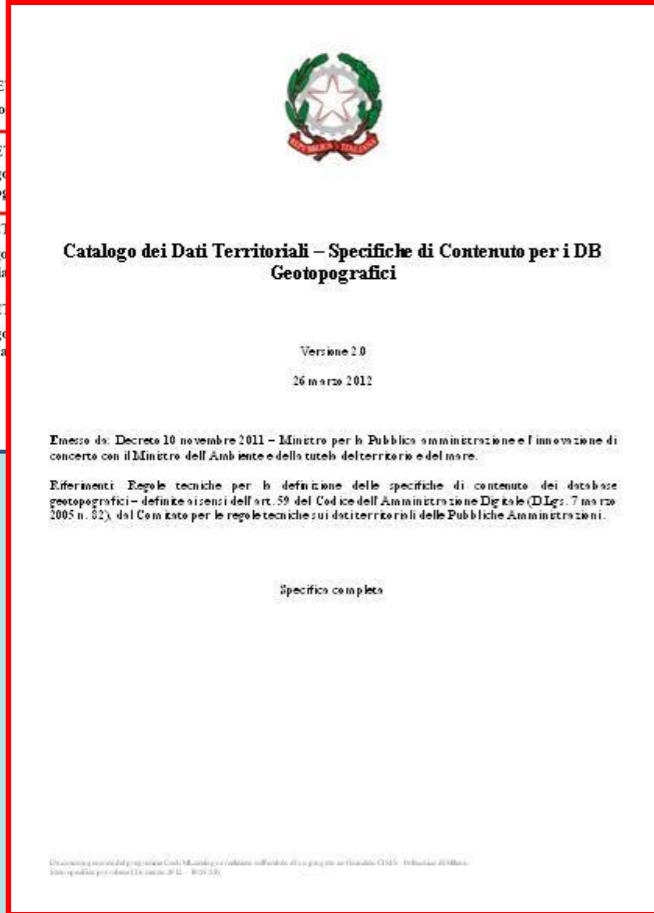 Catalogo dei Dati Territoriali – Specifiche di Contenuto per i DB
Geotopografici
Versione 2.0
26 marzo 2012
Emesso da: Decreto 10 novembre 2011 – Ministro per la Pubblica amministrazione e l'innovazione di
concerto con il Ministro dell'Ambiente e della tutela del territorio e del mare.
Riferimenti: Regole tecniche per la definizione delle specifiche di contenuto dei database
geotopografici – definite ai sensi dell'art. 59 del Codice dell'Amministrazione Digitale (D.Lgs. 7 marzo
2005 n. 82), dal Comitato per le regole tecniche sui dati territoriali delle Pubbliche Amministrazioni.
Specifica completa